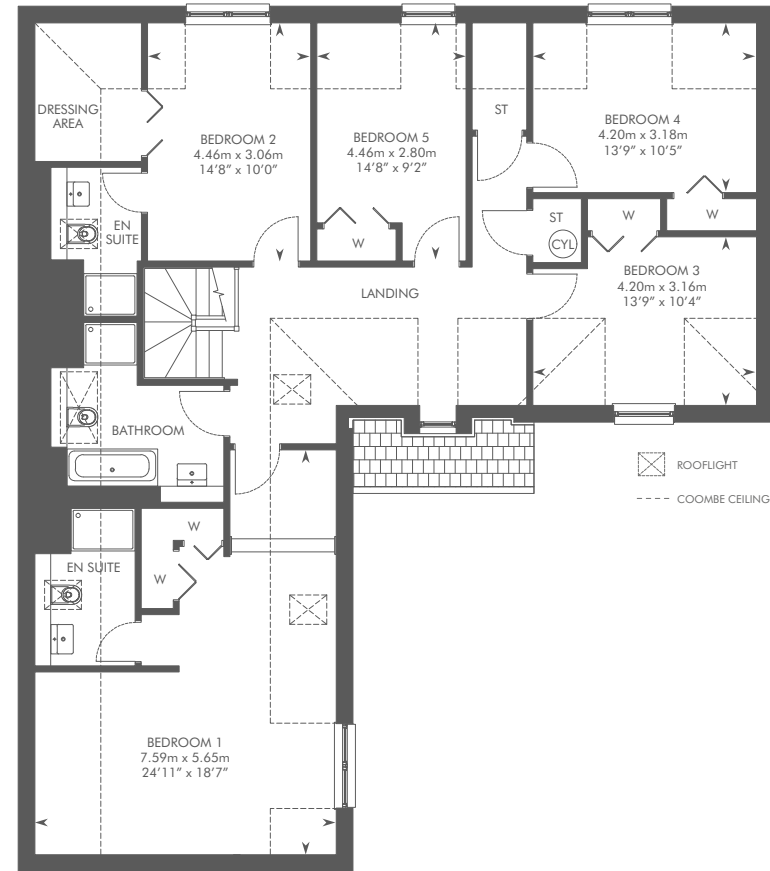 DRESSING
AREA
BEDROOM 2
4.46m x 3.06m
14'8" x 10'0"
BEDROOM 5
4.46m x 2.80m
14'8" x 9'2"
ST
BEDROOM 4
4.20m x 3.18m
13'9" x 10'5"
EN
SUITE
W
ST
CYL
W
W
BEDROOM 3
4.20m x 3.16m
13'9" x 10'4"
LANDING
BATHROOM
ROOFLIGHT
COOMBE CEILING
W
W
EN SUITE
BEDROOM 1
7.59m x 5.65m
24'11" x 18'7"